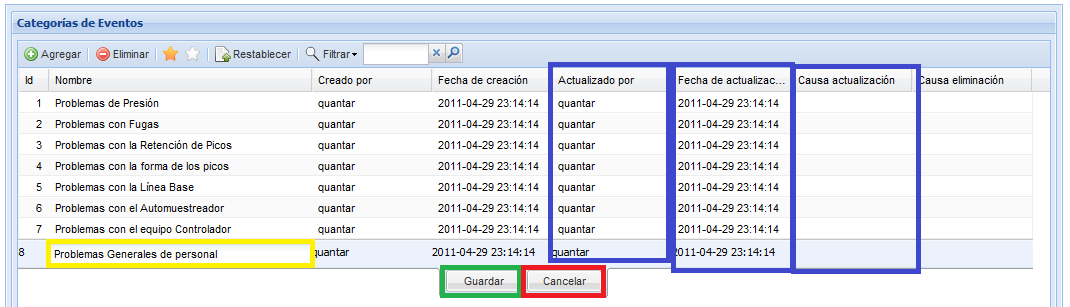 Categorías de Eventos
Agregar Eliminar Restablecer Filtrar
Id Nombre Creado por Fecha de creación Actualizado por Fecha de actualizac... Causa actualización Causa eliminación
1 Problemas de Presión quantar 2011-04-29 23:14:14 quantar 2011-04-29 23:14:14
2 Problemas con Fugas quantar 2011-04-29 23:14:14 quantar 2011-04-29 23:14:14
3 Problemas con la Retención de Picos quantar 2011-04-29 23:14:14 quantar 2011-04-29 23:14:14
4 Problemas con la forma de los picos quantar 2011-04-29 23:14:14 quantar 2011-04-29 23:14:14
5 Problemas con la Línea Base quantar 2011-04-29 23:14:14 quantar 2011-04-29 23:14:14
6 Problemas con el Automuestreador quantar 2011-04-29 23:14:14 quantar 2011-04-29 23:14:14
7 Problemas con el equipo Controlador quantar 2011-04-29 23:14:14 quantar 2011-04-29 23:14:14
8 Problemas Generales de personal quantar 2011-04-29 23:14:14 quantar 2011-04-29 23:14:14
Guardar Cancelar